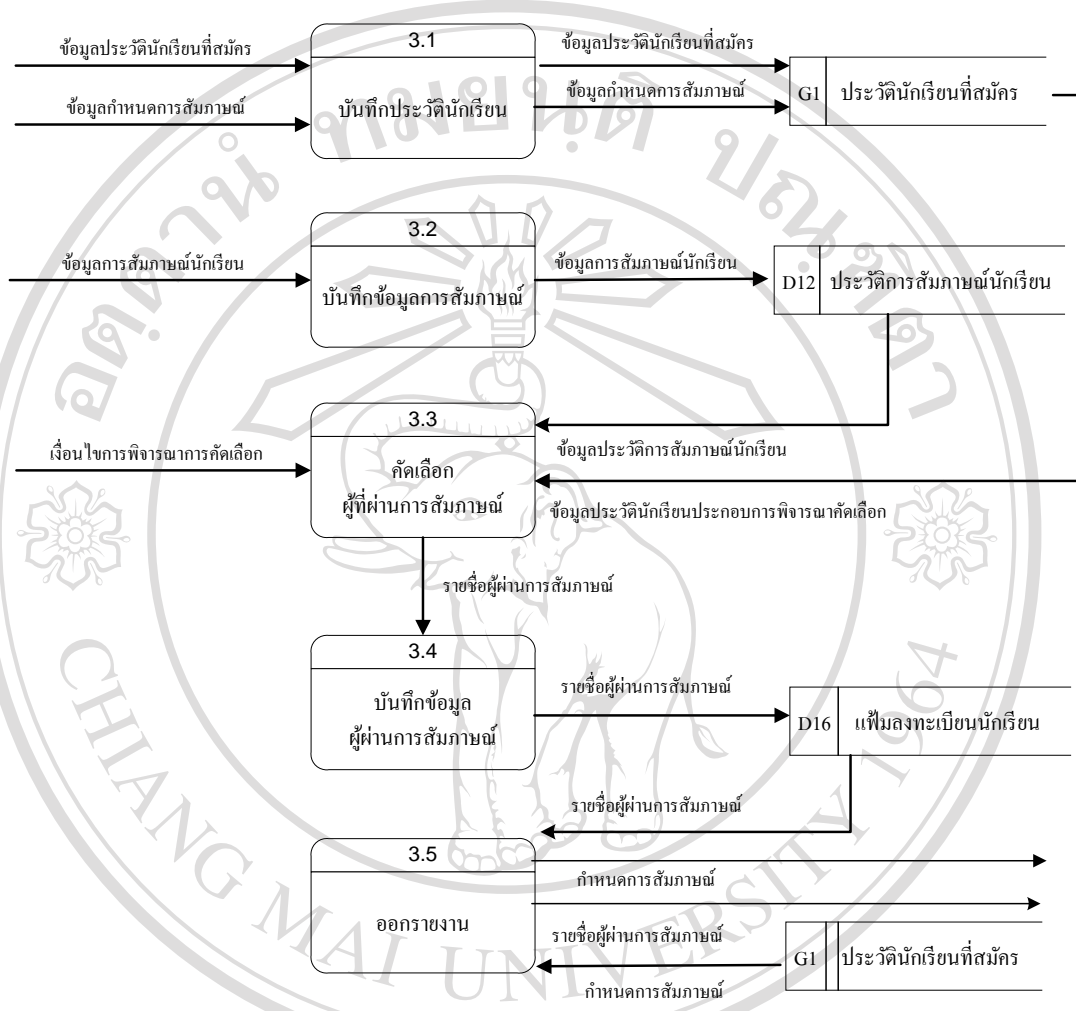 3.1
ข้อมูลประวัตินักเรียนที่สมัคร
ข้อมูลประวัตินักเรียนที่สมัคร
ข้อมูลกำหนดการสัมภาษณ์
บันทึกประวัตินักเรียน
ข้อมูลกำหนดการสัมภาษณ์
G1 ประวัตินักเรียนที่สมัคร
3.2
ข้อมูลการสัมภาษณ์นักเรียน
บันทึกข้อมูลการสัมภาษณ์
ข้อมูลการสัมภาษณ์นักเรียน
D12 ประวัติการสัมภาษณ์นักเรียน
3.3
เงื่อนไขการพิจารณาการคัดเลือก
คัดเลือก
ผู้ที่ผ่านการสัมภาษณ์
ข้อมูลประวัติการสัมภาษณ์นักเรียน
ข้อมูลประวัตินักเรียนประกอบการพิจารณาคัดเลือก
รายชื่อผู้ผ่านการสัมภาษณ์
3.4
บันทึกข้อมูล
ผู้ผ่านการสัมภาษณ์
รายชื่อผู้ผ่านการสัมภาษณ์
D16 แฟ้มลงทะเบียนนักเรียน
รายชื่อผู้ผ่านการสัมภาษณ์
3.5
ออกรายงาน
กำหนดการสัมภาษณ์
รายชื่อผู้ผ่านการสัมภาษณ์
G1 ประวัตินักเรียนที่สมัคร
กำหนดการสัมภาษณ์
อตฺตานํ ทมยนฺติ ปณฺฑิตา
CHIANG MAI UNIVERSITY 1964